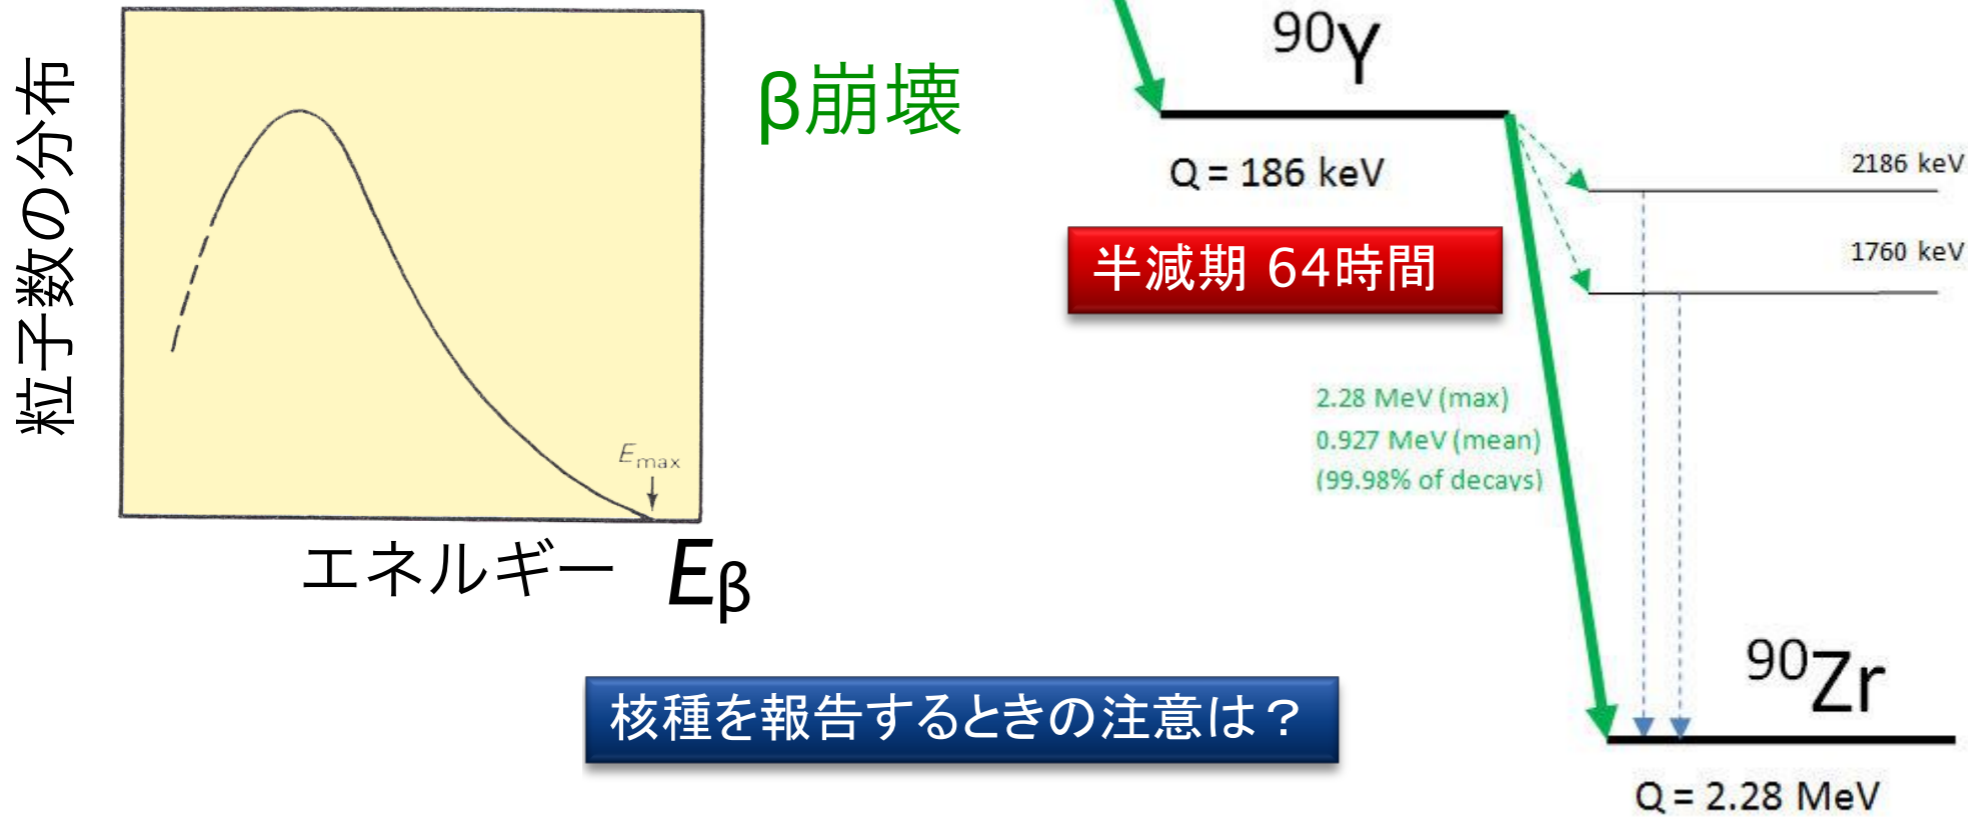 粒子数の分布
Emax
エネルギー Eβ
β崩壊
90Y
Q = 186 keV
半減期 64時間
2186 keV
1760 keV
2.28 MeV (max)
0.927 MeV (mean)
(99.98% of decays)
90Zr
Q = 2.28 MeV
核種を報告するときの注意は？